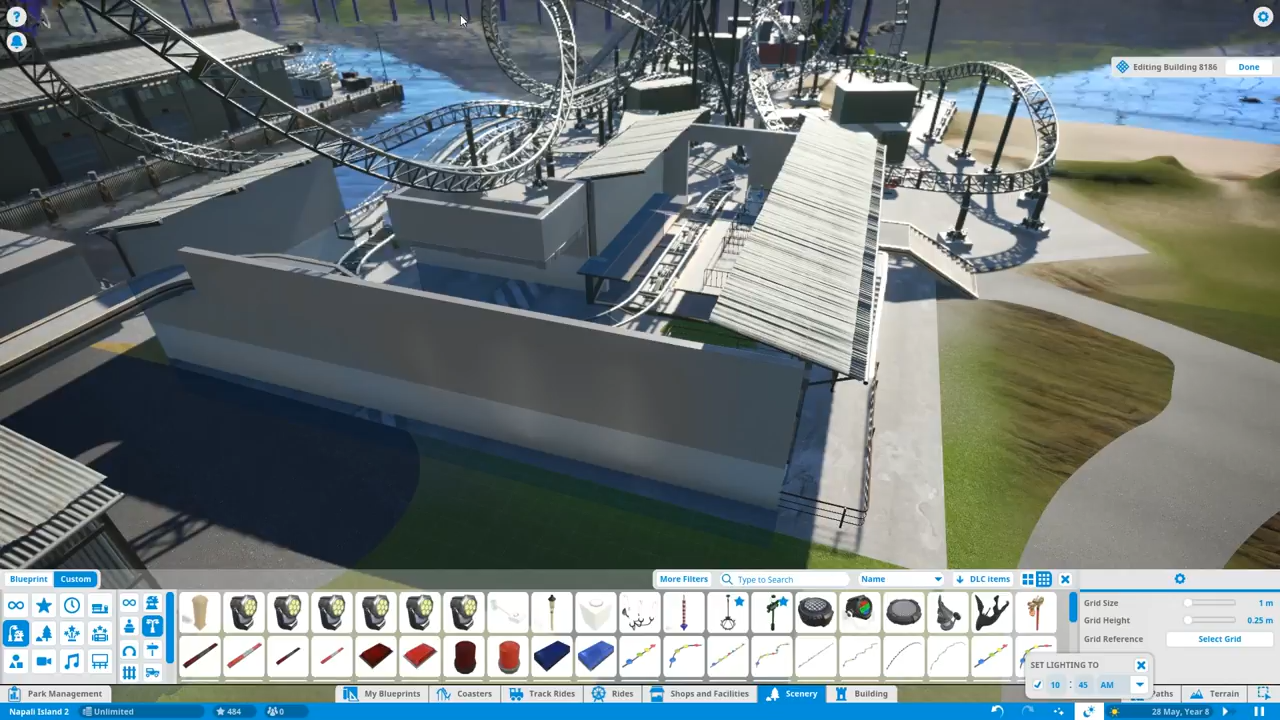 ?
Editing Building 8186 Done
Blueprint Custom
More Filters Type to Search Name DLC items
Grid Size 1 m
Grid Height 0.25 m
Grid Reference Select Grid
SET LIGHTING TO
10 : 45 AM
Park Management My Blueprints Coasters Track Rides Rides Shops and Facilities Scenery Building Paths Terrain
Napali Island 2 Unlimited 484 0 28 May, Year 8